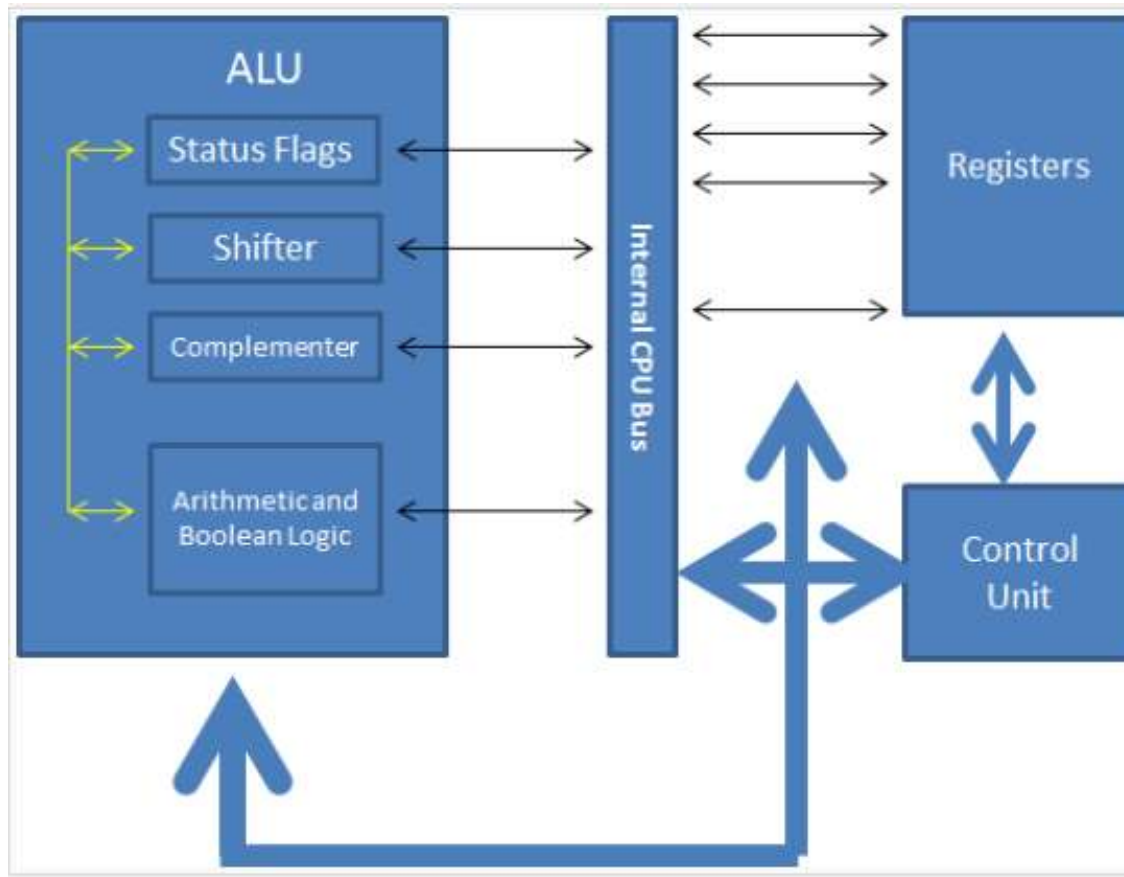 ALU
Status Flags
Shifter
Complementer
Arithmetic and
Boolean Logic
Internal CPU Bus
Registers
Control
Unit